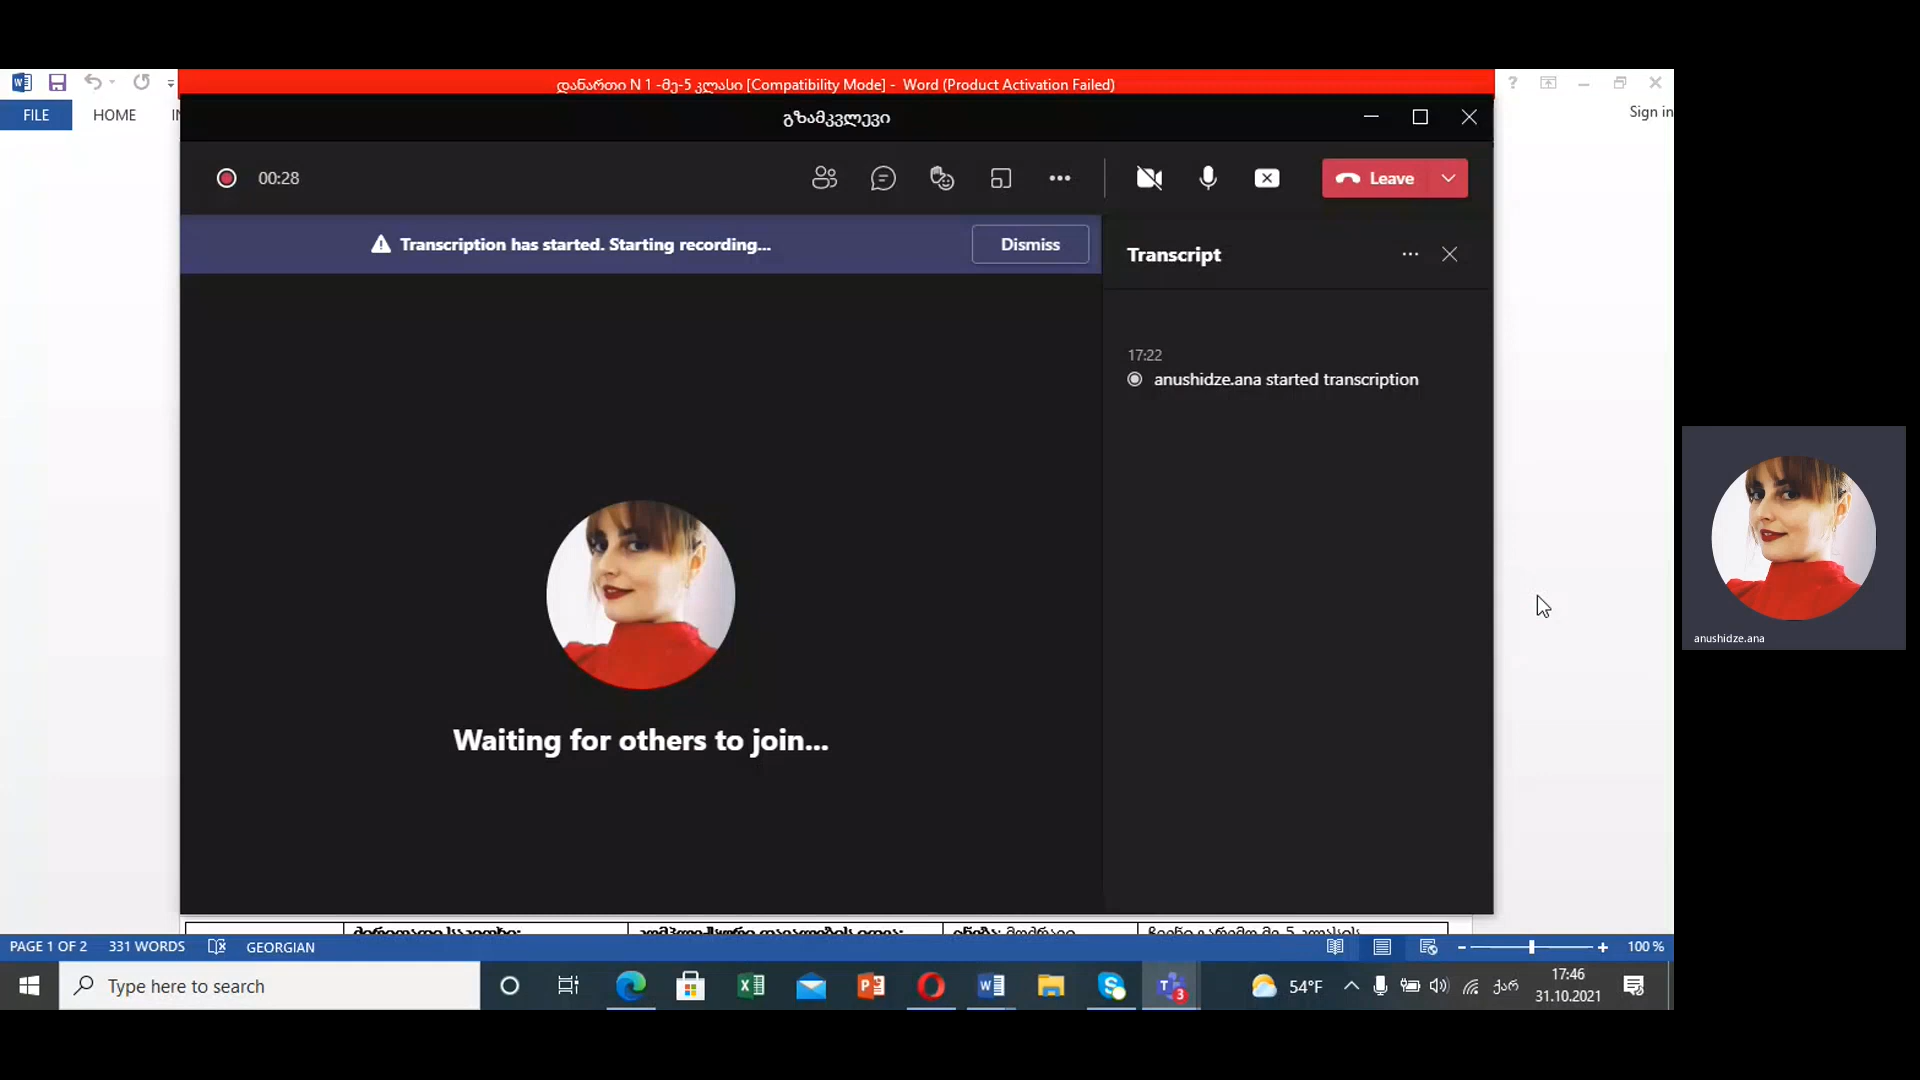 დანართი N 1 -მე-5 კლასი [Compatibility Mode] - Word (Product Activation Failed)
FILE
HOME
Sign in
გზამკვლევი
00:28
Leave
Transcription has started. Starting recording...
Dismiss
Transcript
17:22
anushidze.ana started transcription
Waiting for others to join...
anushidze.ana
PAGE 1 OF 2
331 WORDS
GEORGIAN
100 %
Type here to search
3
54°F
ქარ
17:46
31.10.2021